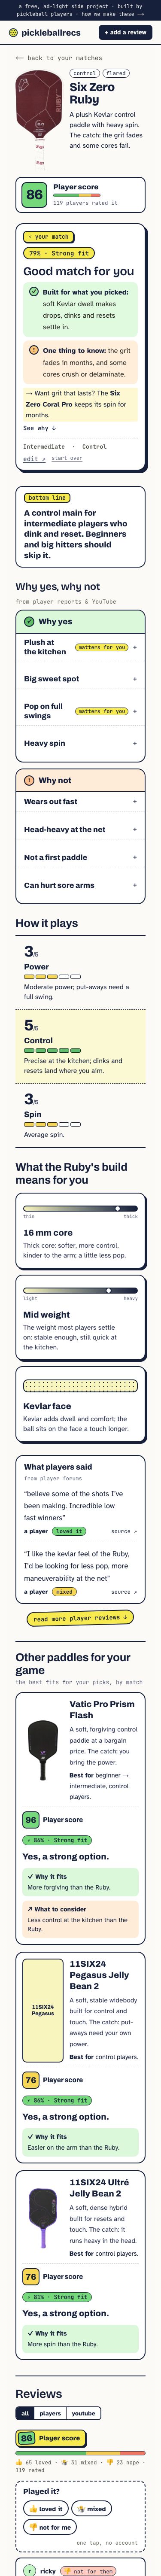 a free, ad-light side project · built by
pickleball players · how we make these ⟶
pickleballrecs
+ add a review
⟵ back to your matches
control
flared
Six Zero
Ruby
A plush Kevlar control
paddle with heavy spin.
The catch: the grit fades
and some cores fail.
86
Player score
119 players rated it
your match
79% · Strong fit
Good match for you
Built for what you picked:
soft Kevlar dwell makes
drops, dinks and resets
settle in.
One thing to know: the grit
fades in months, and some
cores crush or delaminate.
→ Want grit that lasts? The Six
Zero Coral Pro keeps its spin for
months.
See why ↓
Intermediate · Control
edit ↗
start over
bottom line
A control main for
intermediate players who
dink and reset. Beginners
and big hitters should
skip it.
Why yes, why not
from player reports & YouTube
Why yes
Plush at
the kitchen
matters for you
+
Big sweet spot
+
Pop on full
swings
matters for you
+
Heavy spin
+
Why not
Wears out fast
+
Head-heavy at the net
+
Not a first paddle
+
Can hurt sore arms
+
How it plays
3/5
Power
Moderate power; put-aways need a
full swing.
5/5
Control
Precise at the kitchen; dinks and
resets land where you aim.
3/5
Spin
Average spin.
What the Ruby's build
means for you
thin
thick
16 mm core
Thick core: softer, more control,
kinder to the arm; a little less pop.
light
heavy
Mid weight
The weight most players settle
on: stable enough, still quick at
the kitchen.
Kevlar face
Kevlar adds dwell and comfort; the
ball sits on the face a touch longer.
What players said
from player forums
“believe some of the shots I've
been making. Incredible low
fast winners”
a player
loved it
source ↗
“I like the kevlar feel of the Ruby,
I'd be looking for less pop, more
maneuverability at the net”
a player
mixed
source ↗
read more player reviews ↓
Other paddles for your
game
the best fits for your picks, by match
Vatic Pro Prism
Flash
A soft, forgiving control
paddle at a bargain
price. The catch: you
bring the power.
Best for beginner →
intermediate, control
players.
96
Player score
86% · Strong fit
Yes, a strong option.
✓ Why it fits
More forgiving than the Ruby.
↗ What to consider
Less control at the kitchen than the
Ruby.
11SIX24
Pegasus
11SIX24
Pegasus Jelly
Bean 2
A soft, stable widebody
built for control and
touch. The catch: put-
aways need your own
power.
Best for control players.
76
Player score
86% · Strong fit
Yes, a strong option.
✓ Why it fits
Easier on the arm than the Ruby.
11SIX24 Ultré
Jelly Bean 2
A soft, dense hybrid
built for resets and
touch. The catch: it
runs heavy in the head.
Best for control players.
76
Player score
81% · Strong fit
Yes, a strong option.
✓ Why it fits
More spin than the Ruby.
Reviews
all
players
youtube
86
Player score
👍 65 loved · 🤷 31 mixed · 👎 23 nope ·
119 rated
Played it?
👍 loved it
🤷 mixed
👎 not for me
one tap, no account
r
ricky
👎 not for them